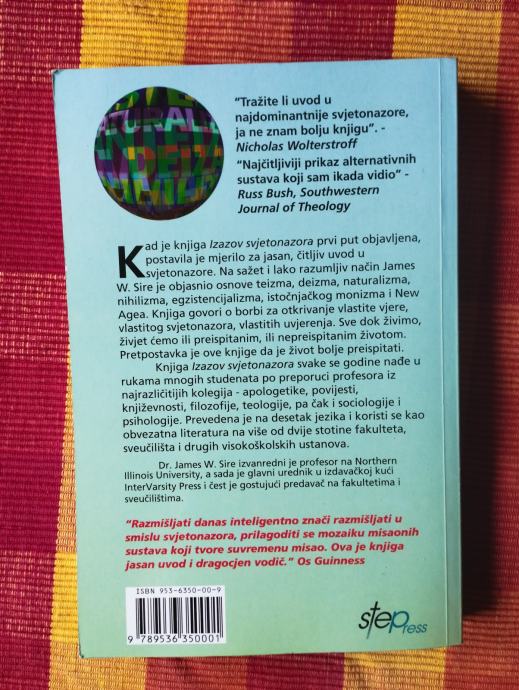 "Tražite li uvod u
najdominantnije svjetonazore,
ja ne znam bolju knjigu". -
Nicholas Wolterstroff
"Najčitljiviji prikaz alternativnih
sustava koji sam ikada vidio" -
Russ Bush, Southwestern
Journal of Theology
Kad je knjiga Izazov svjetonazora prvi put objavljena,
postavila je mjerilo za jasan, čitljiv uvod u
svjetonazore. Na sažet i lako razumljiv način James
W. Sire je objasnio osnove teizma, deizma, naturalizma,
nihilizma, egzistencijalizma, istočnjačkog monizma i New
Agea. Knjiga govori o borbi za otkrivanje vlastite vjere,
vlastitog svjetonazora, vlastitih uvjerenja. Sve dok živimo,
živjet ćemo ili preispitanim, ili nepreispitanim životom.
Pretpostavka je ove knjige da je život bolje preispitati.
Knjiga Izazov svjetonazora svake se godine nađe u
rukama mnogih studenata po preporuci profesora iz
najrazličitijih kolegija - apologetike, povijesti,
književnosti, filozofije, teologije, pa čak i sociologije i
psihologije. Prevedena je na desetak jezika i koristi se kao
obvezatna literatura na više od dvije stotine fakulteta,
sveučilišta i drugih visokoškolskih ustanova.
Dr. James W. Sire izvanredni je profesor na Northern
Illinois University, a sada je glavni urednik u izdavačkoj kući
InterVarsity Press i čest je gostujući predavač na fakultetima i
sveučilištima.
"Razmišljati danas inteligentno znači razmišljati u
smislu svjetonazora, prilagoditi se mozaiku misaonih
sustava koji tvore suvremenu misao. Ova je knjiga
jasan uvod i dragocjen vodič." Os Guinness
ISBN 953-6350-00-9
9 789536 350001
stepress